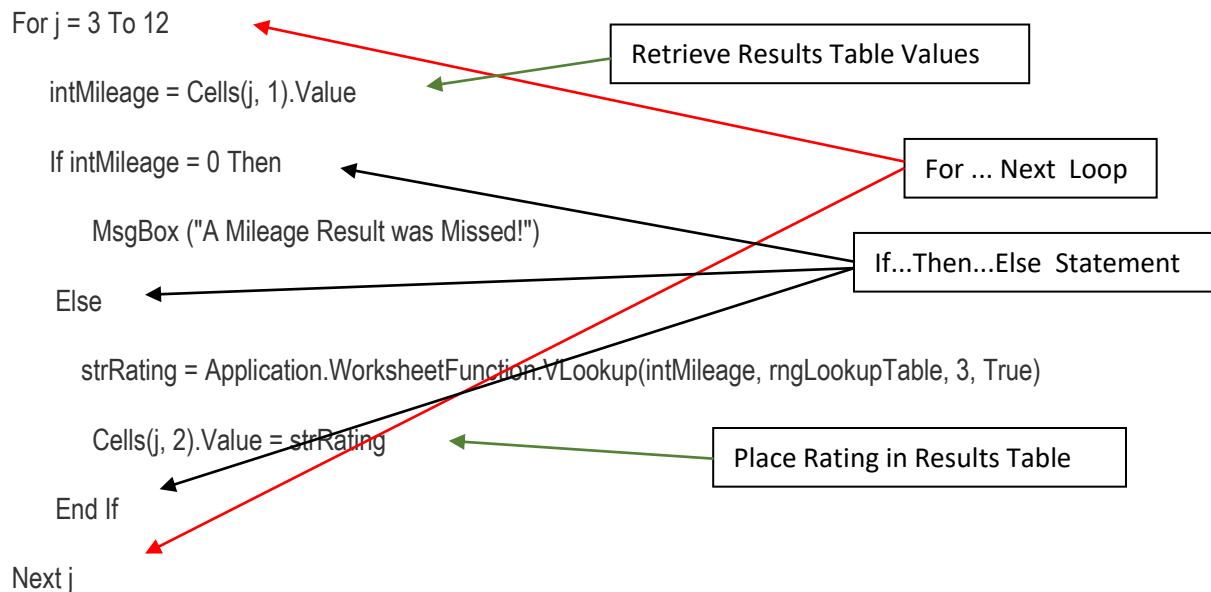 For j = 3 To 12
Retrieve Results Table Values
intMileage = Cells(j, 1).Value
If intMileage = 0 Then
For ... Next Loop
MsgBox ("A Mileage Result was Missed!")
If...Then...Else Statement
Else
strRating = Application.WorksheetFunction.VLookup(intMileage, rngLookupTable, 3, True)
Cells(j, 2).Value = strRating
Place Rating in Results Table
End If
Next j